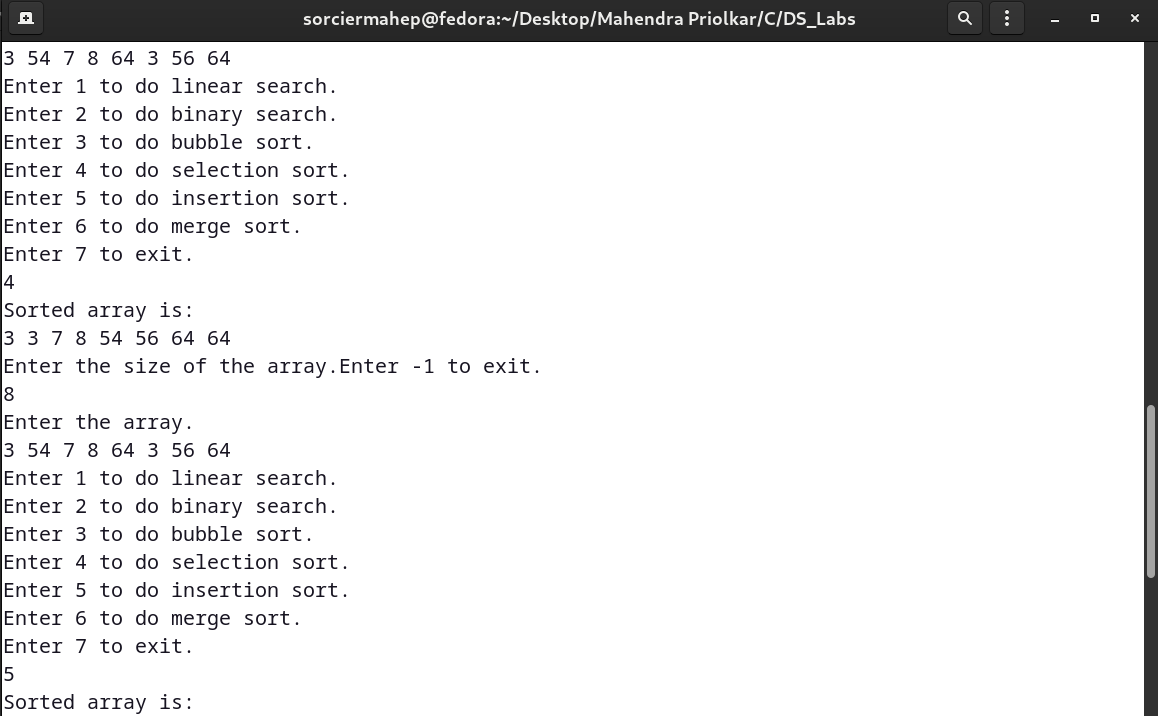 sorciermahep@fedora:~/Desktop/Mahendra Priolkar/C/DS_Labs
3 54 7 8 64 3 56 64
Enter 1 to do linear search.
Enter 2 to do binary search.
Enter 3 to do bubble sort.
Enter 4 to do selection sort.
Enter 5 to do insertion sort.
Enter 6 to do merge sort.
Enter 7 to exit.
4
Sorted array is:
3 3 7 8 54 56 64 64
Enter the size of the array.Enter -1 to exit.
8
Enter the array.
3 54 7 8 64 3 56 64
Enter 1 to do linear search.
Enter 2 to do binary search.
Enter 3 to do bubble sort.
Enter 4 to do selection sort.
Enter 5 to do insertion sort.
Enter 6 to do merge sort.
Enter 7 to exit.
5
Sorted array is: